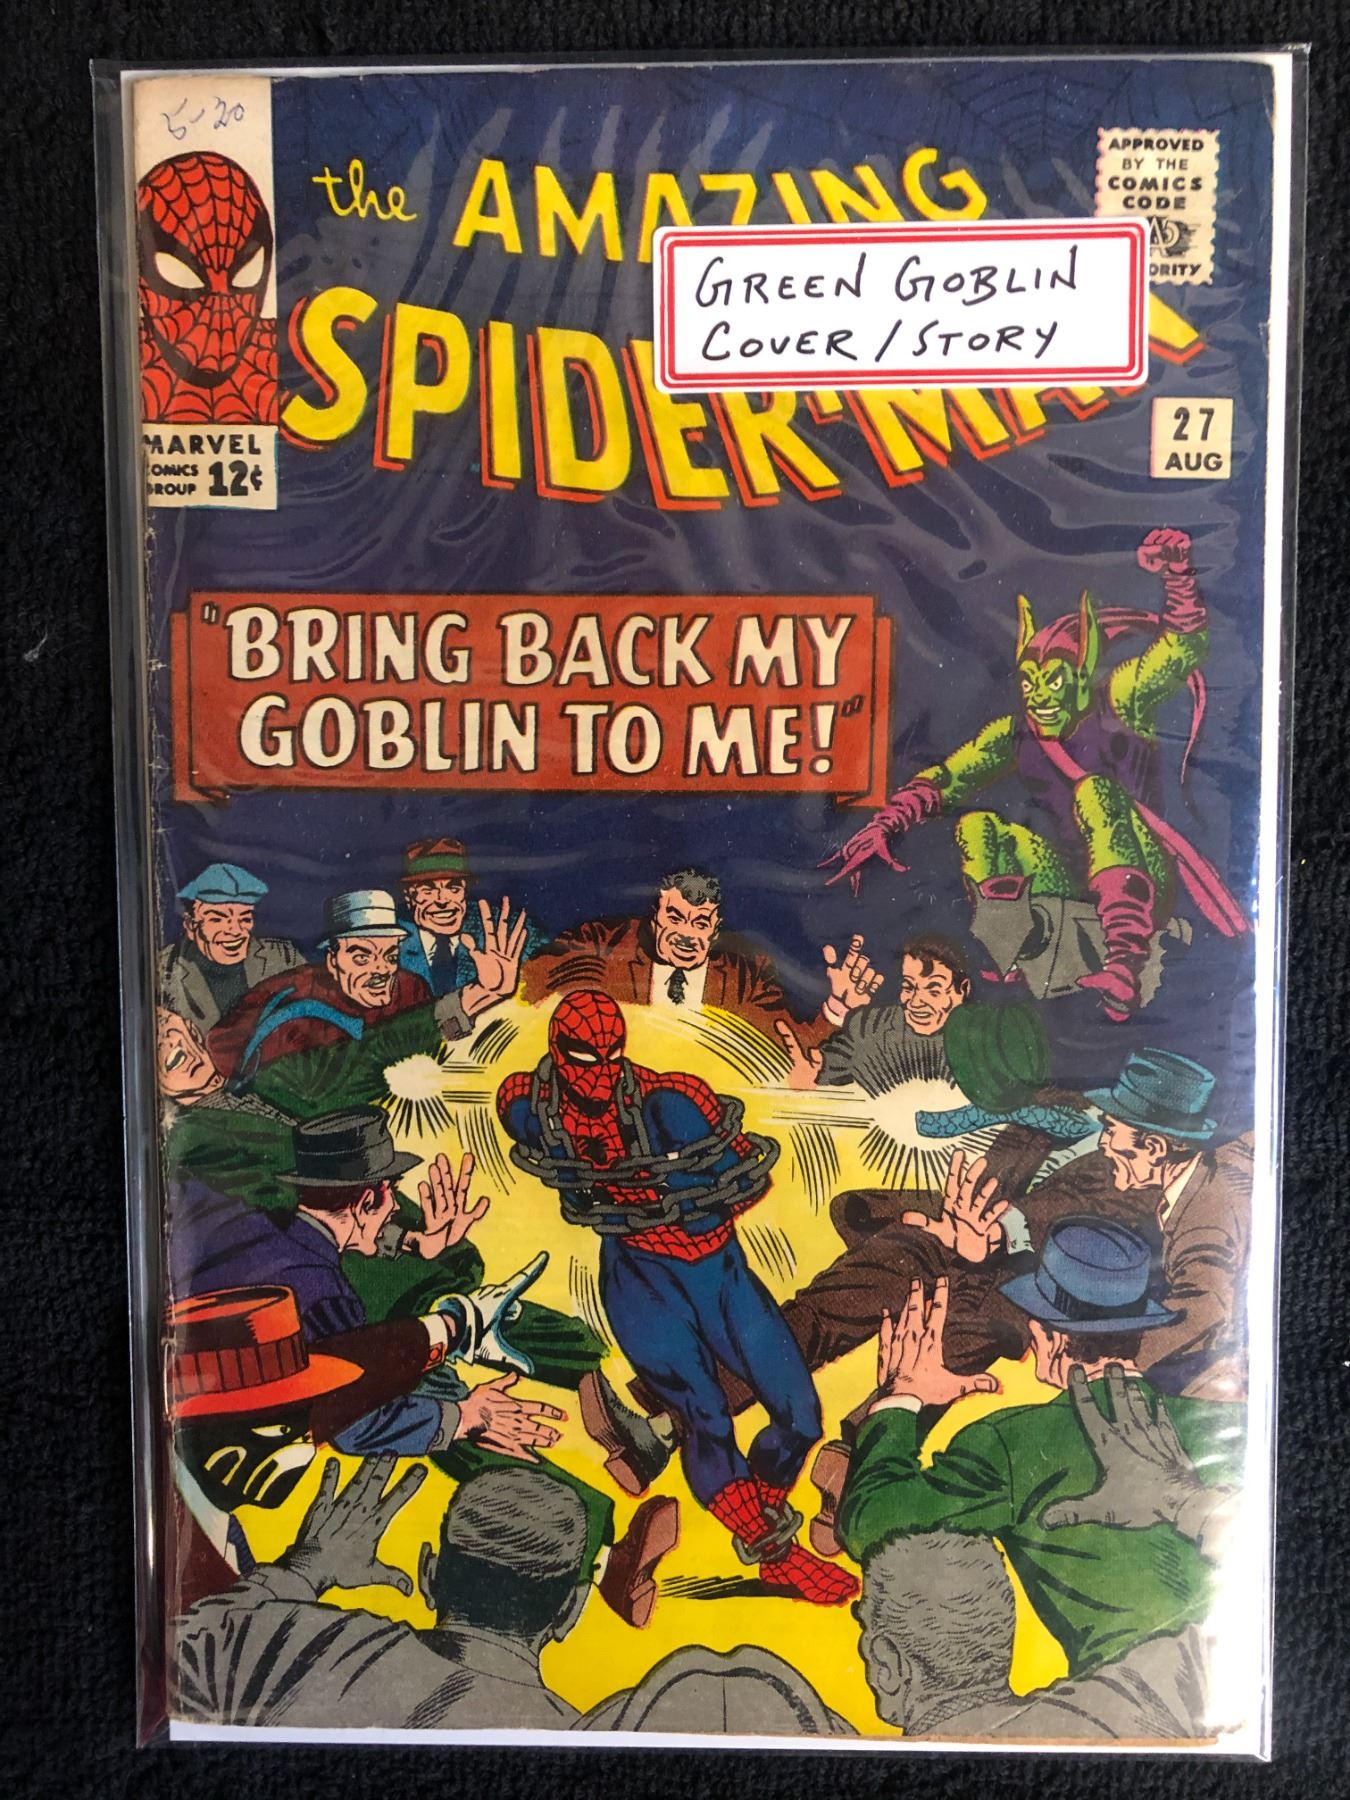 5-20
the AMAZING
SPIDER-MAN
GREEN GOBLIN
COVER / STORY
APPROVED
BY THE
COMICS
CODE
ORITY
MARVEL
COMICS
GROUP 12¢
27
AUG
"BRING BACK MY
GOBLIN TO ME!"